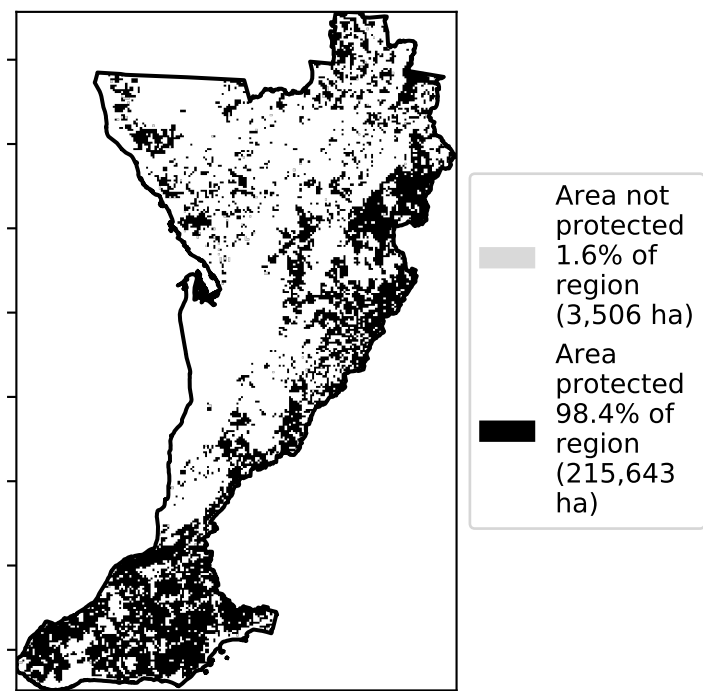 Area not
protected
1.6% of
region
(3,506 ha)
Area
protected
98.4% of
region
(215,643
ha)